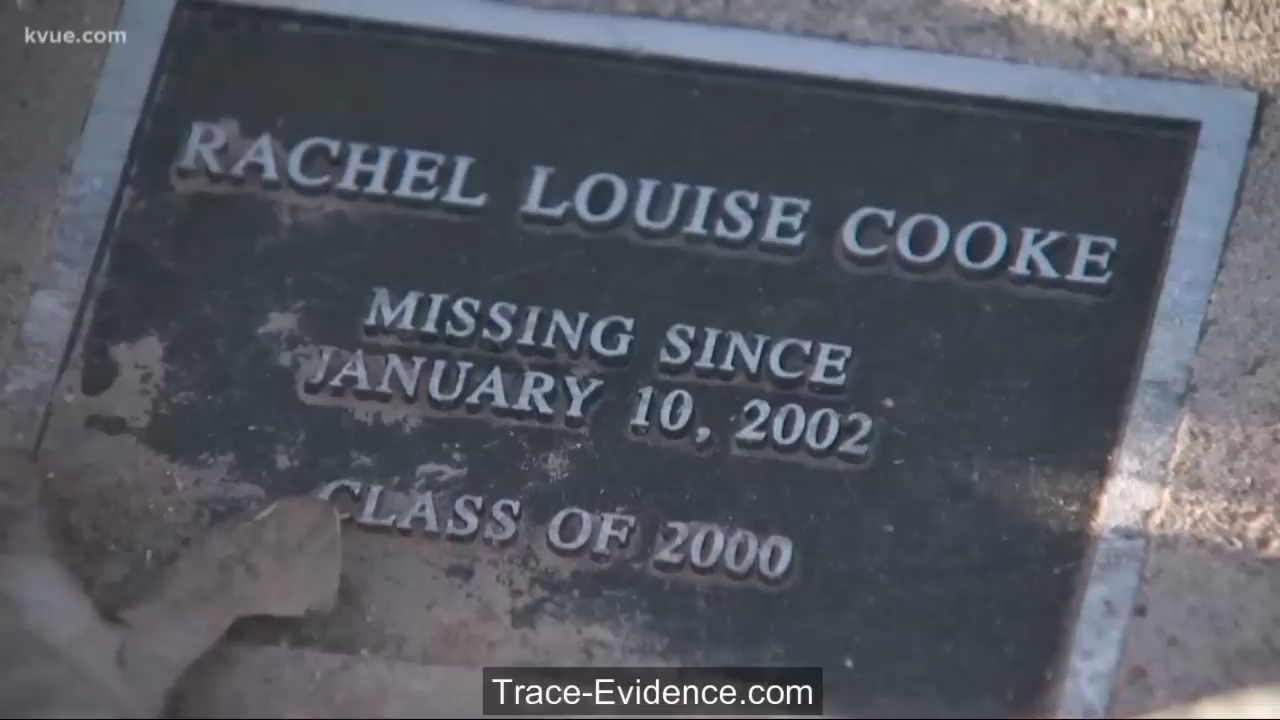 kvue.com
RACHEL LOUISE COOKE
MISSING SINCE
JANUARY 10, 2002
CLASS OF 2000
Trace-Evidence.com